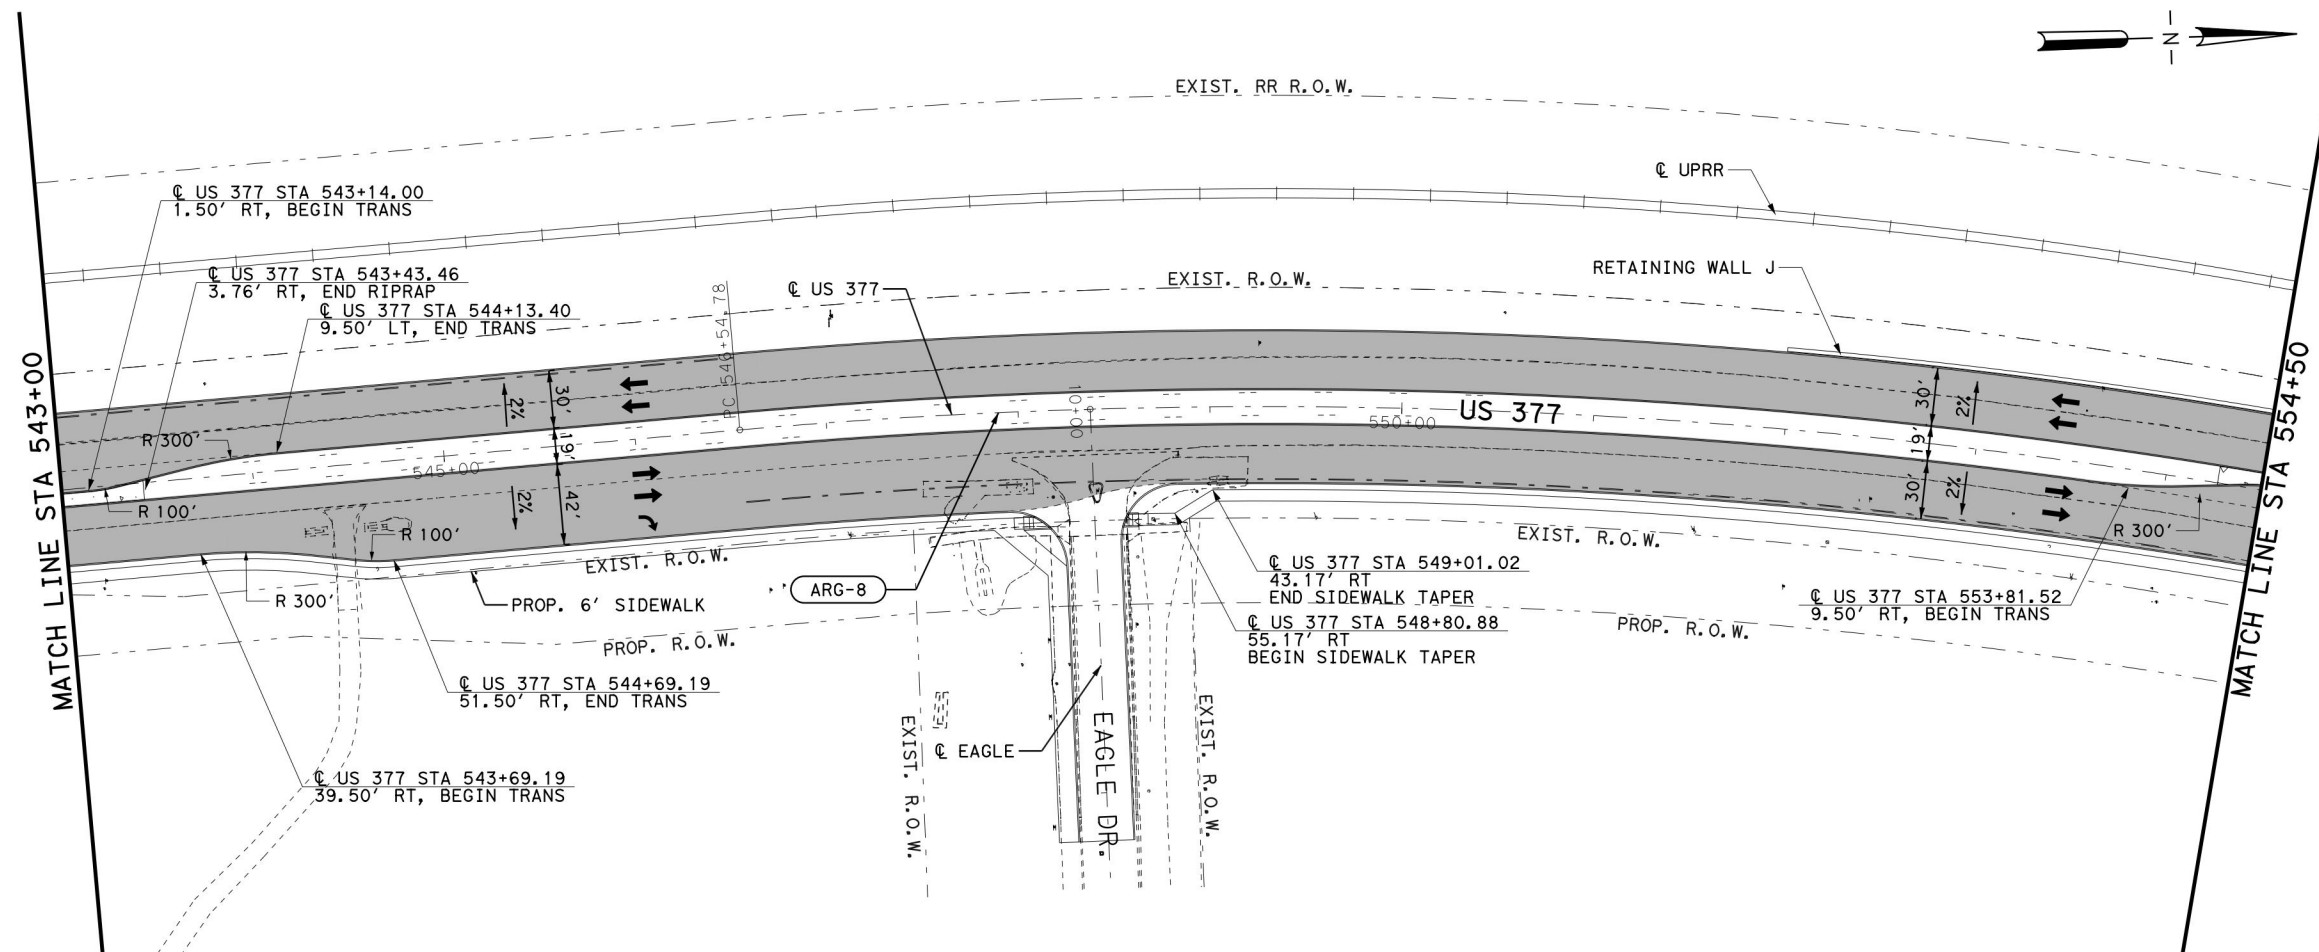 N
EXIST. RR R.O.W.
℄ UPRR
℄ US 377 STA 543+14.00
1.50' RT, BEGIN TRANS
℄ US 377 STA 543+43.46
3.76' RT, END RIPRAP
℄ US 377 STA 544+13.40
9.50' LT, END TRANS
EXIST. R.O.W.
RETAINING WALL J
℄ US 377
PC 546+54.78
MATCH LINE STA 543+00
MATCH LINE STA 554+50
30'
2%
30'
2%
10+00
US 377
550+00
R 300'
19'
19'
545+00
R 100'
2%
42'
30'
2%
R 100'
R 300'
EXIST. R.O.W.
EXIST. R.O.W.
R 300'
PROP. 6' SIDEWALK
ARG-8
℄ US 377 STA 549+01.02
43.17' RT
END SIDEWALK TAPER
℄ US 377 STA 553+81.52
9.50' RT, BEGIN TRANS
℄ US 377 STA 548+80.88
55.17' RT
BEGIN SIDEWALK TAPER
PROP. R.O.W.
PROP. R.O.W.
℄ US 377 STA 544+69.19
51.50' RT, END TRANS
℄ EAGLE
EXIST. R.O.W.
EAGLE DR.
EXIST. R.O.W.
℄ US 377 STA 543+69.19
39.50' RT, BEGIN TRANS